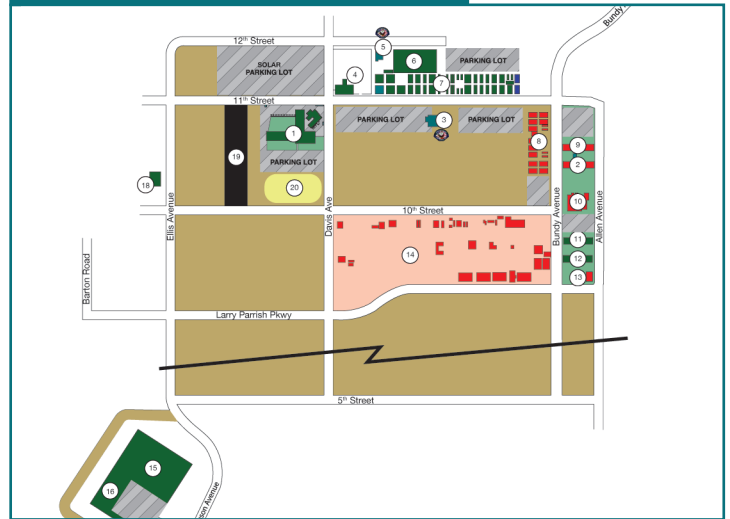 Bundy
12th Street
SOLAR
PARKING LOT
5
6
PARKING LOT
4
7
11th Street
PARKING LOT
3
PARKING LOT
1
19
PARKING LOT
8
9
2
18
20
10
10th Street
Ellis Avenue
Davis Ave
Bundy Avenue
Allen Avenue
Barton Road
14
11
12
13
Larry Parrish Pkwy
5th Street
15
16
son Avenue